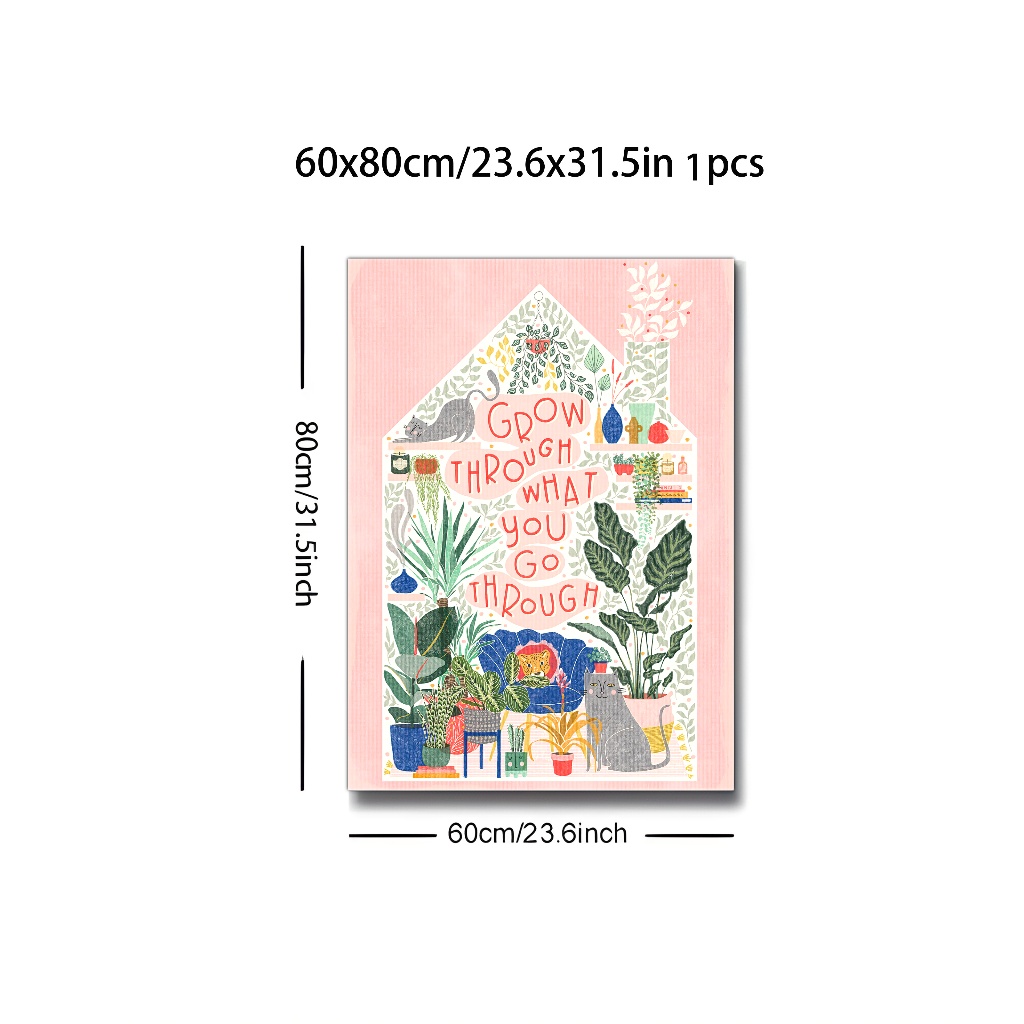 60x80cm/23.6x31.5in 1pcs
80cm/31.5inch
GROW
THROUGH
WHAT
YOU
GO
THROUGH
60cm/23.6inch